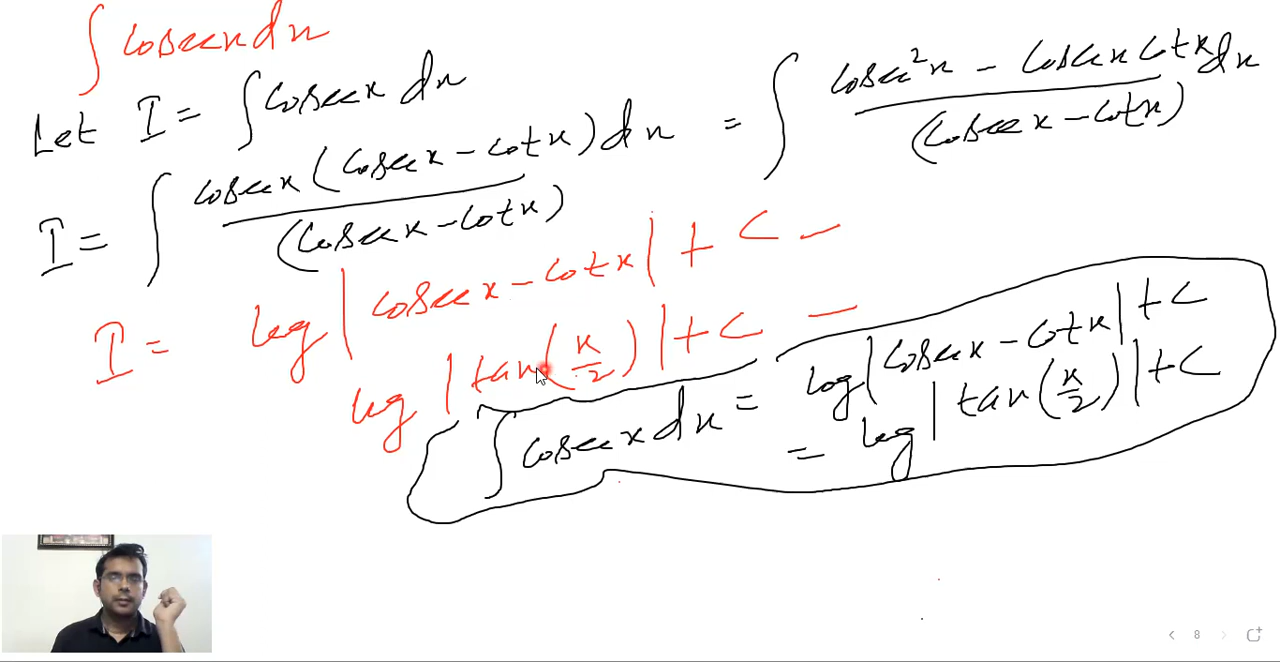 ∫ cosecx dx
Let I = ∫ cosecx dx
I = ∫ cosecx (cosecx - cotx) dx / (cosecx - cotx) = ∫ cosec²x - cosecx cotx dx / (cosecx - cotx)
I = log |cosecx - cotx| + C -
log |tan(x/2)| + C -
∫ cosecx dx = log |cosecx - cotx| + C
= log |tan(x/2)| + C
8